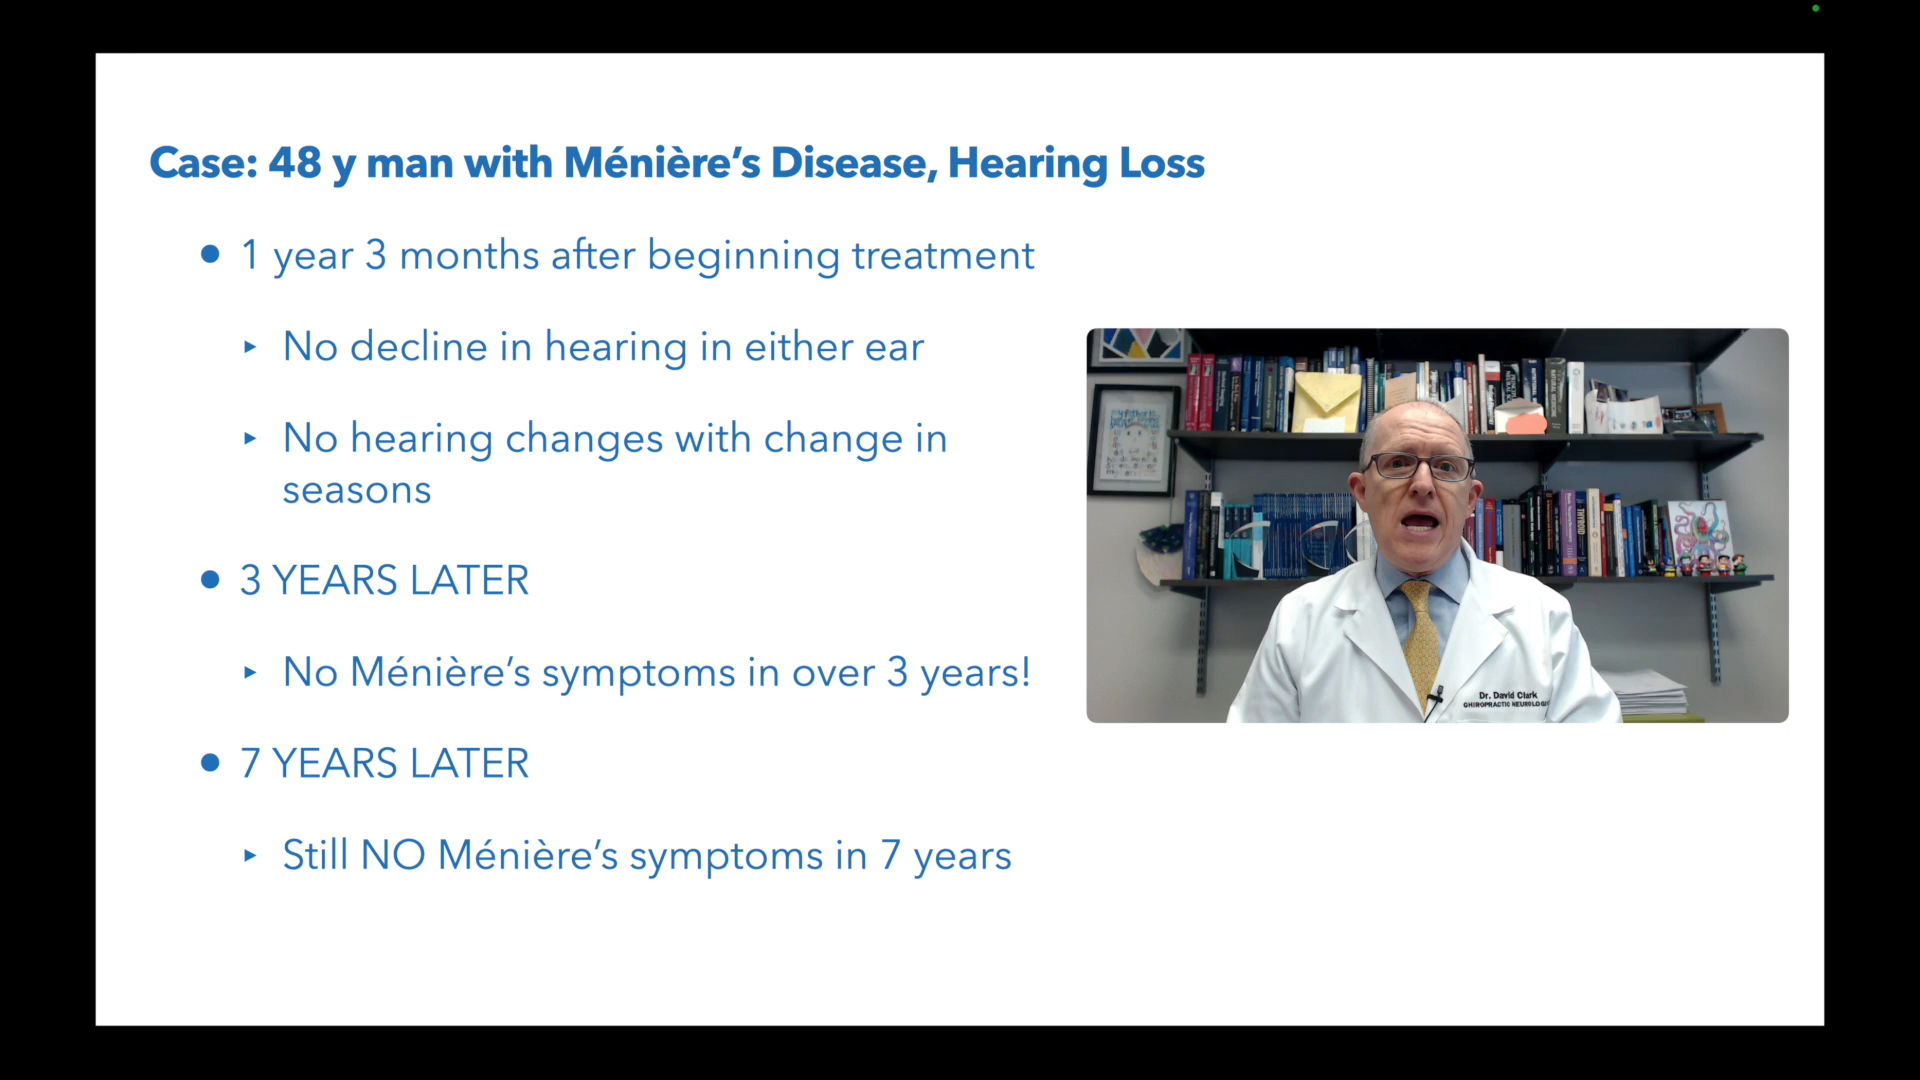 Case: 48 y man with Ménière’s Disease, Hearing Loss
● 1 year 3 months after beginning treatment
‣ No decline in hearing in either ear
‣ No hearing changes with change in
seasons
● 3 YEARS LATER
‣ No Ménière’s symptoms in over 3 years!
● 7 YEARS LATER
‣ Still NO Ménière’s symptoms in 7 years
THYROID
Dr. David Clark